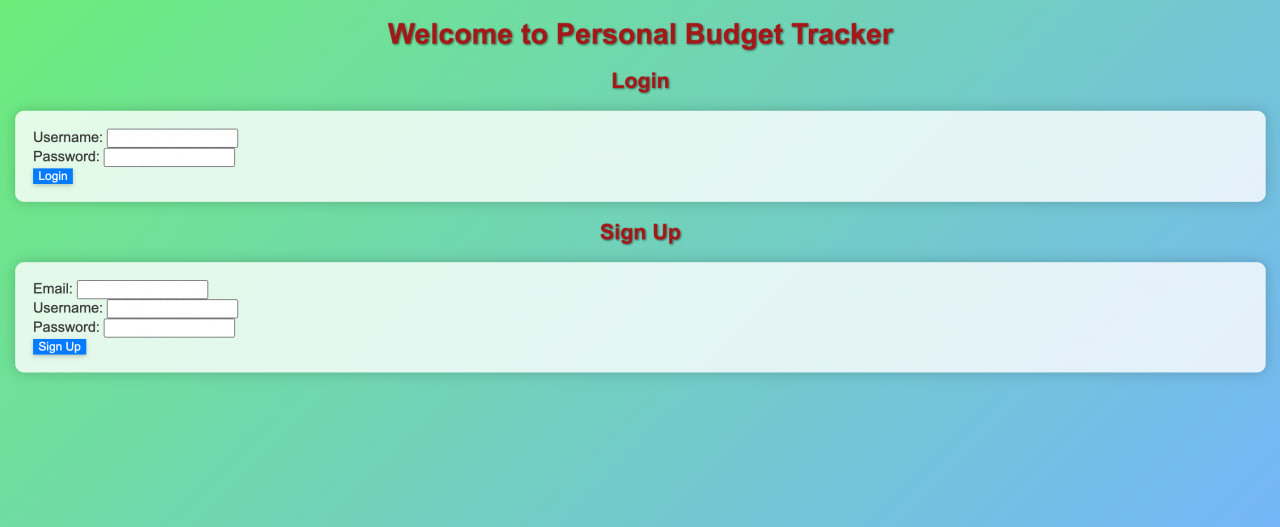 Welcome to Personal Budget Tracker
Login
Username:
Password:
Login
Sign Up
Email:
Username:
Password:
Sign Up